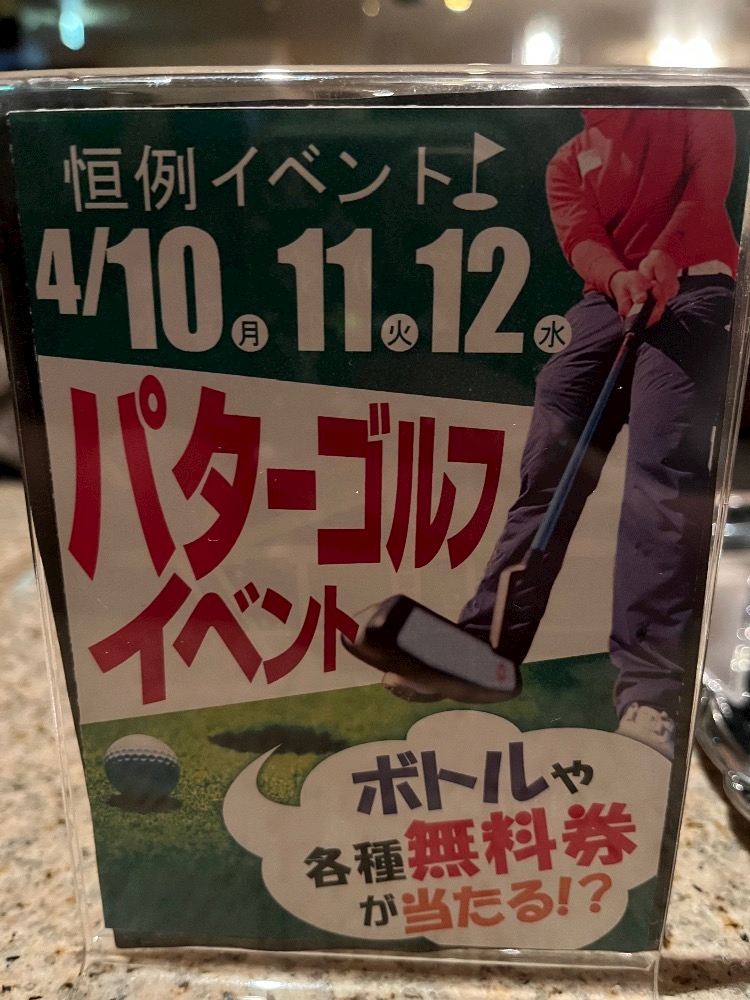 恒例イベント
4/10月 11火 12水
パターゴルフ
イベント
ボトルや
各種無料券
が当たる!?